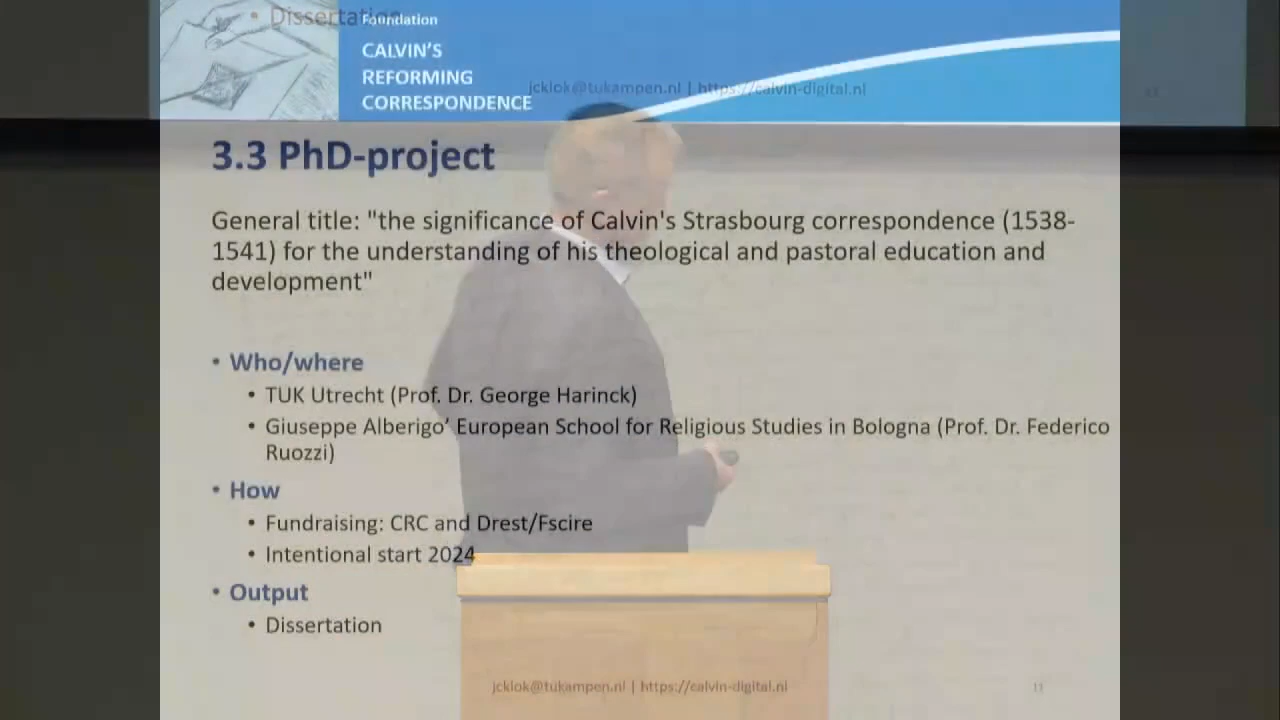 • Dissertation
Foundation
CALVIN'S
REFORMING
CORRESPONDENCE
jcklok@tukampen.nl | https://calvin-digital.nl
11
3.3 PhD-project
General title: "the significance of Calvin's Strasbourg correspondence (1538-
1541) for the understanding of his theological and pastoral education and
development"
• Who/where
• TUK Utrecht (Prof. Dr. George Harinck)
• Giuseppe Alberigo' European School for Religious Studies in Bologna (Prof. Dr. Federico
Ruozzi)
• How
• Fundraising: CRC and Drest/Fscire
• Intentional start 2024
• Output
• Dissertation
jcklok@tukampen.nl | https://calvin-digital.nl
11